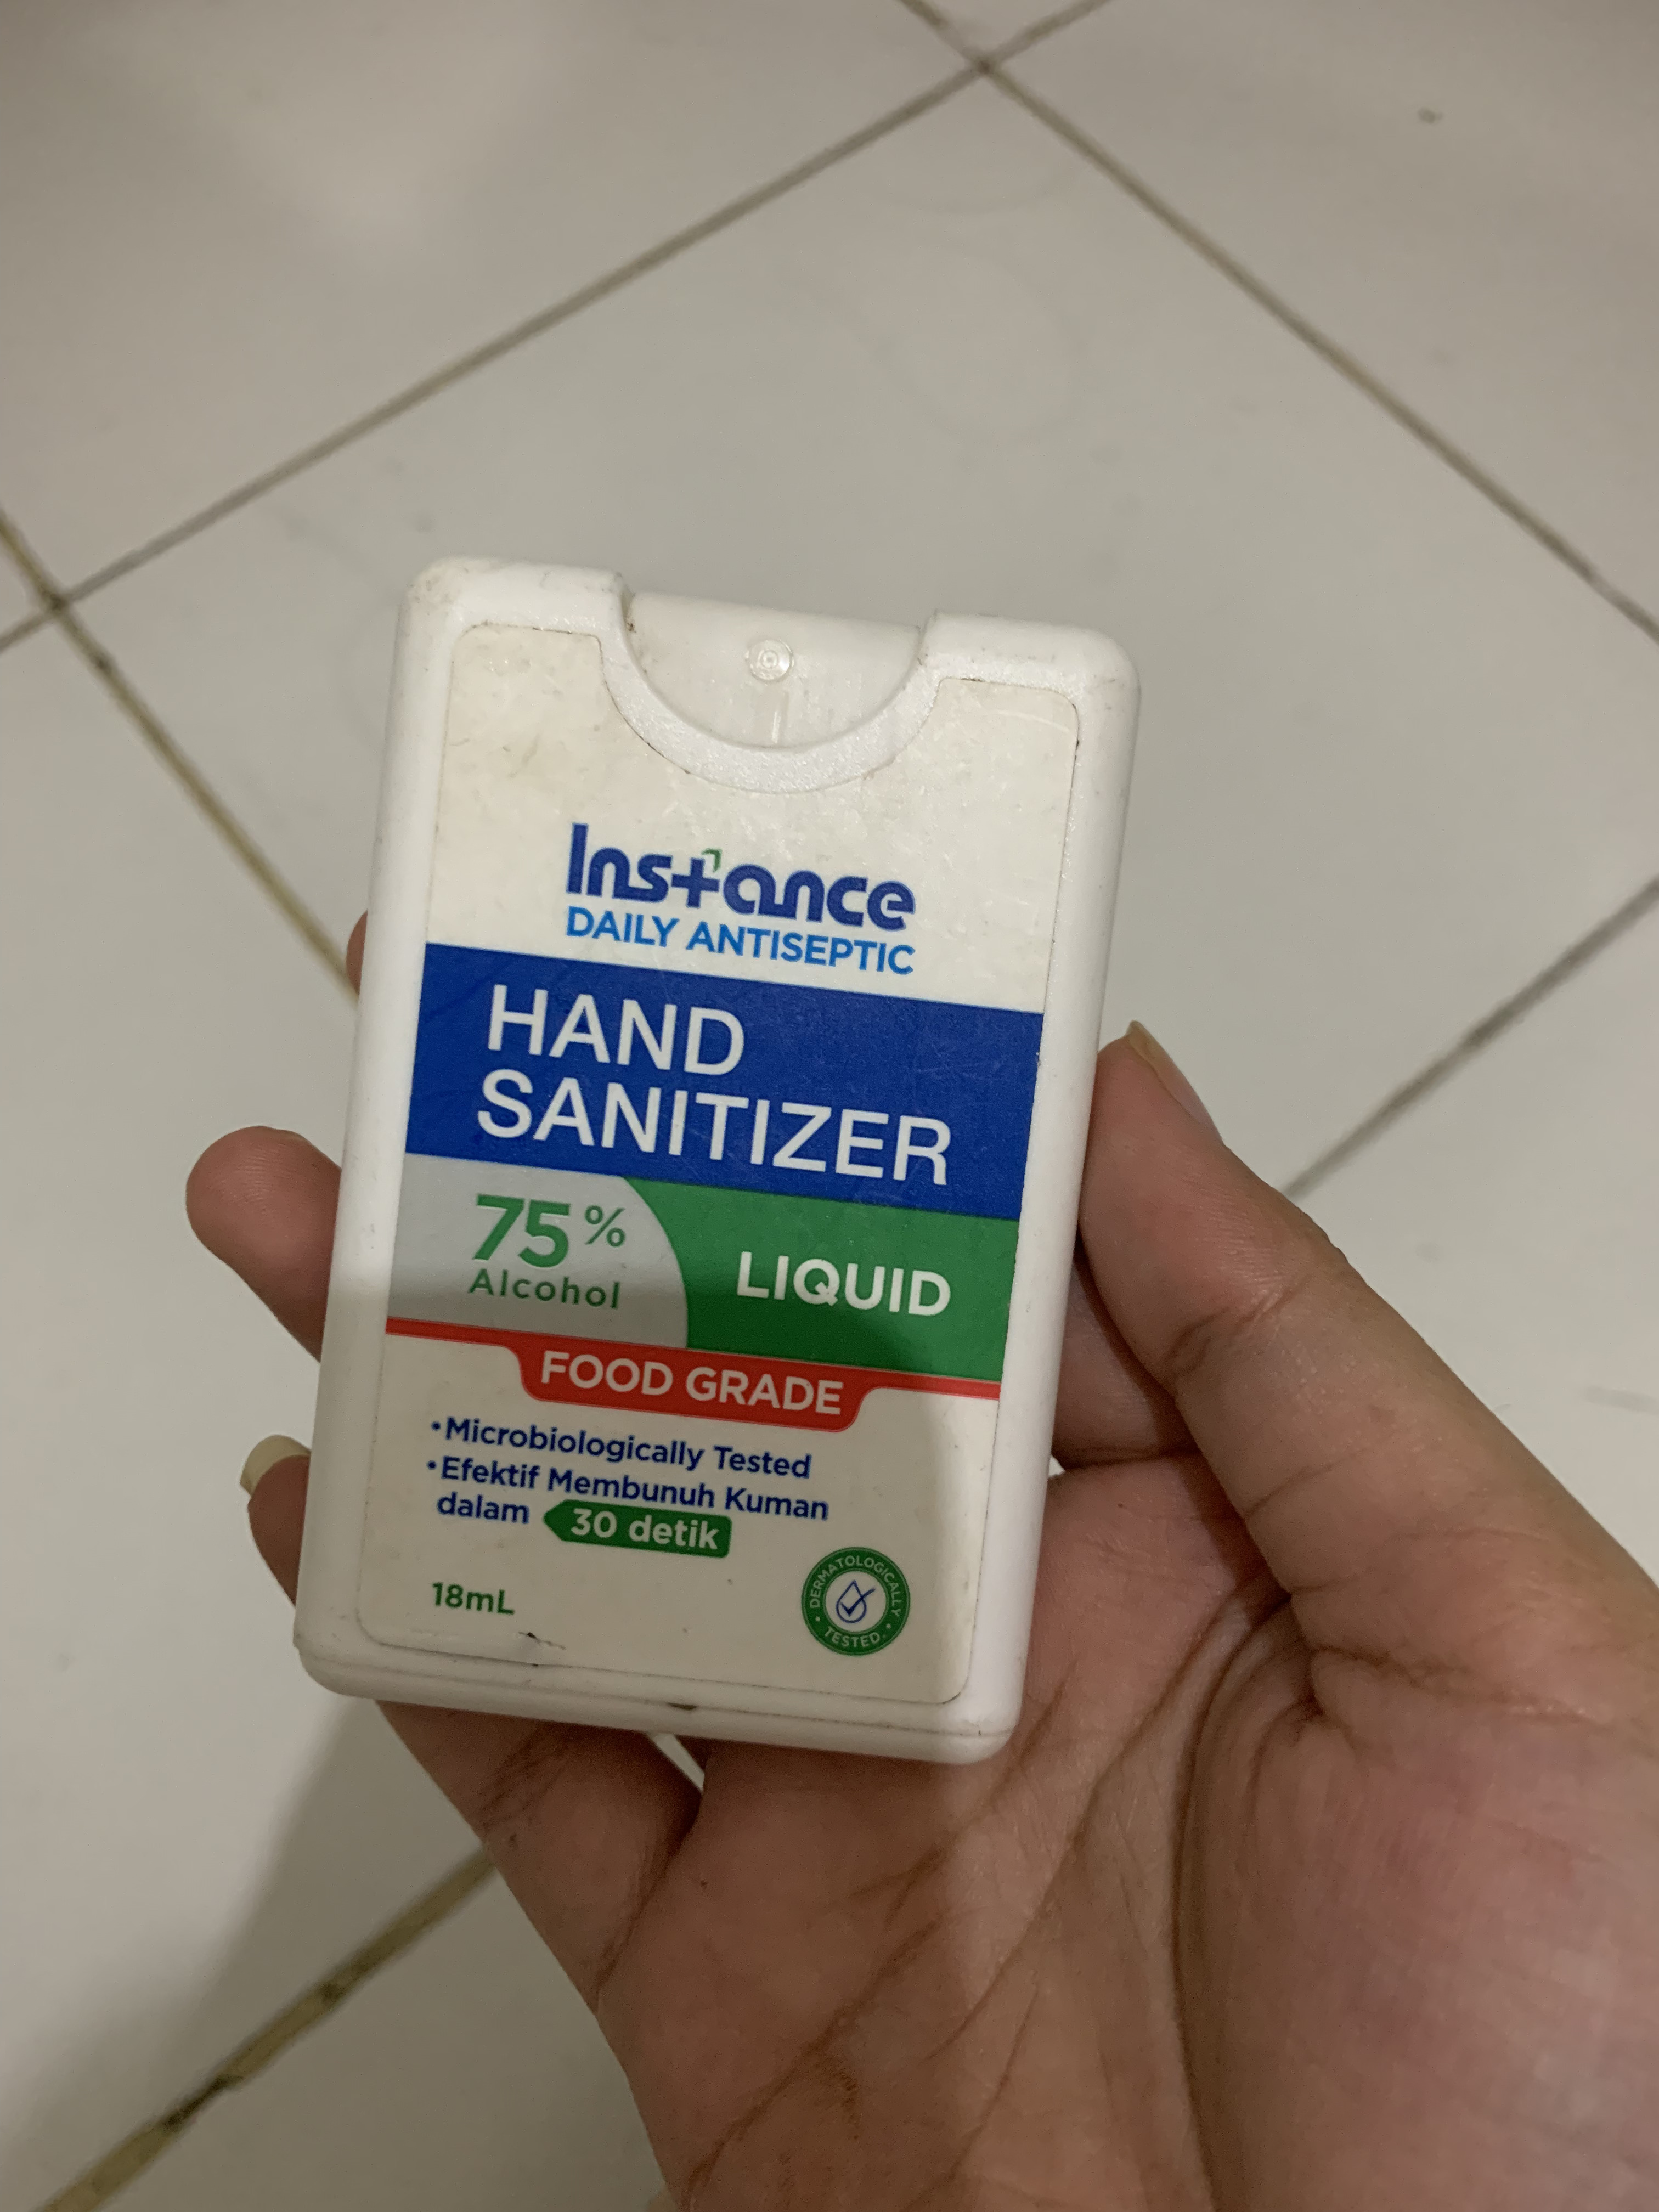 Instance
DAILY ANTISEPTIC
HAND
SANITIZER
75%
Alcohol
LIQUID
FOOD GRADE
•Microbiologically Tested
•Efektif Membunuh Kuman
dalam 30 detik
18mL
DERMATOLOGICALLY
• TESTED •